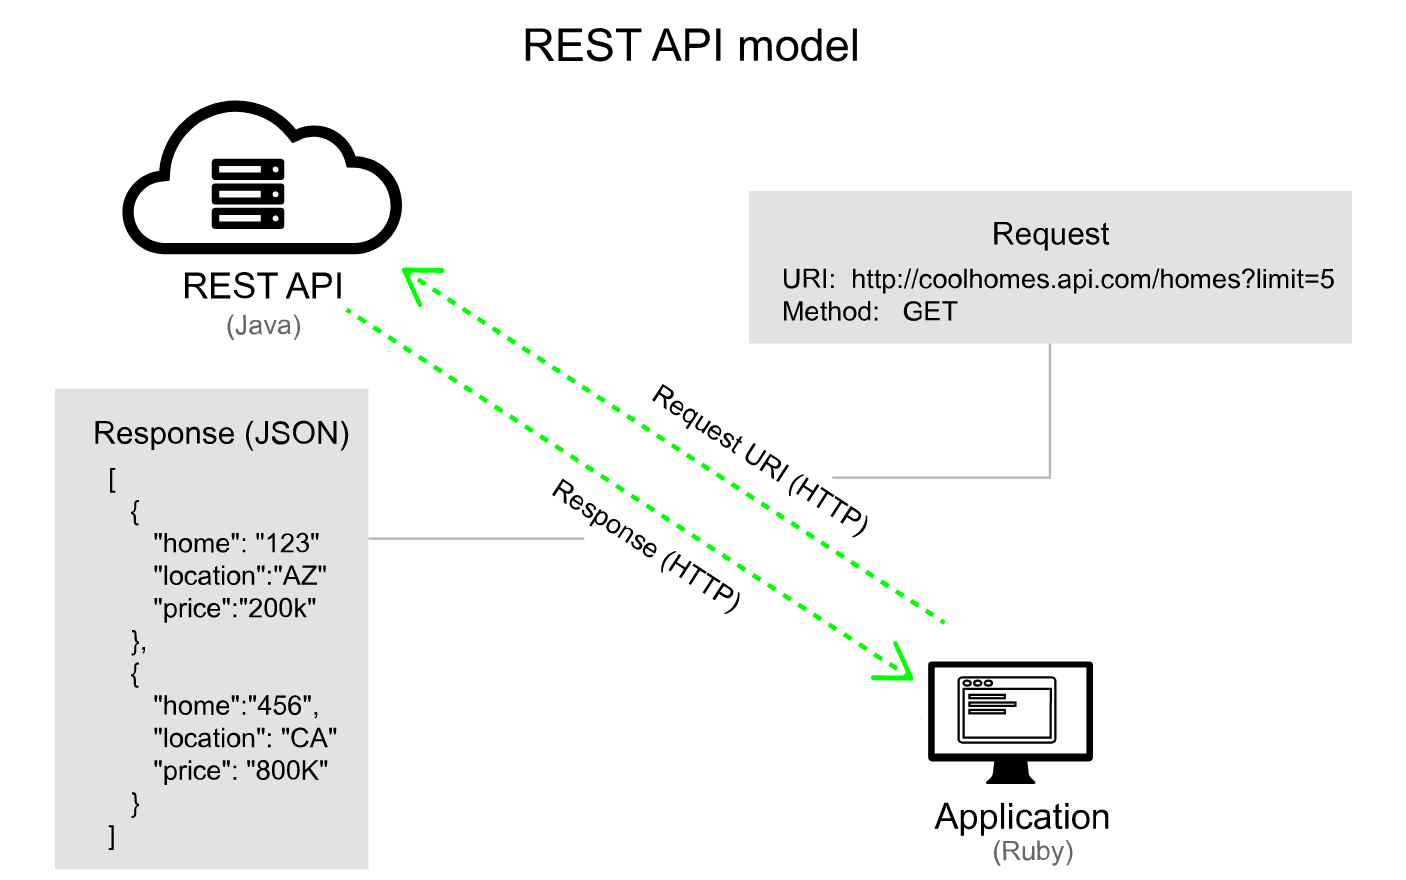 REST API model
REST API
(Java)
Request
URI:  http://coolhomes.api.com/homes?limit=5
Method:   GET
Request URI (HTTP)
Response (HTTP)
Response (JSON)
[
{
"home": "123"
"location":"AZ"
"price":"200k"
},
{
"home":"456",
"location": "CA"
"price": "800K"
}
]
Application
(Ruby)